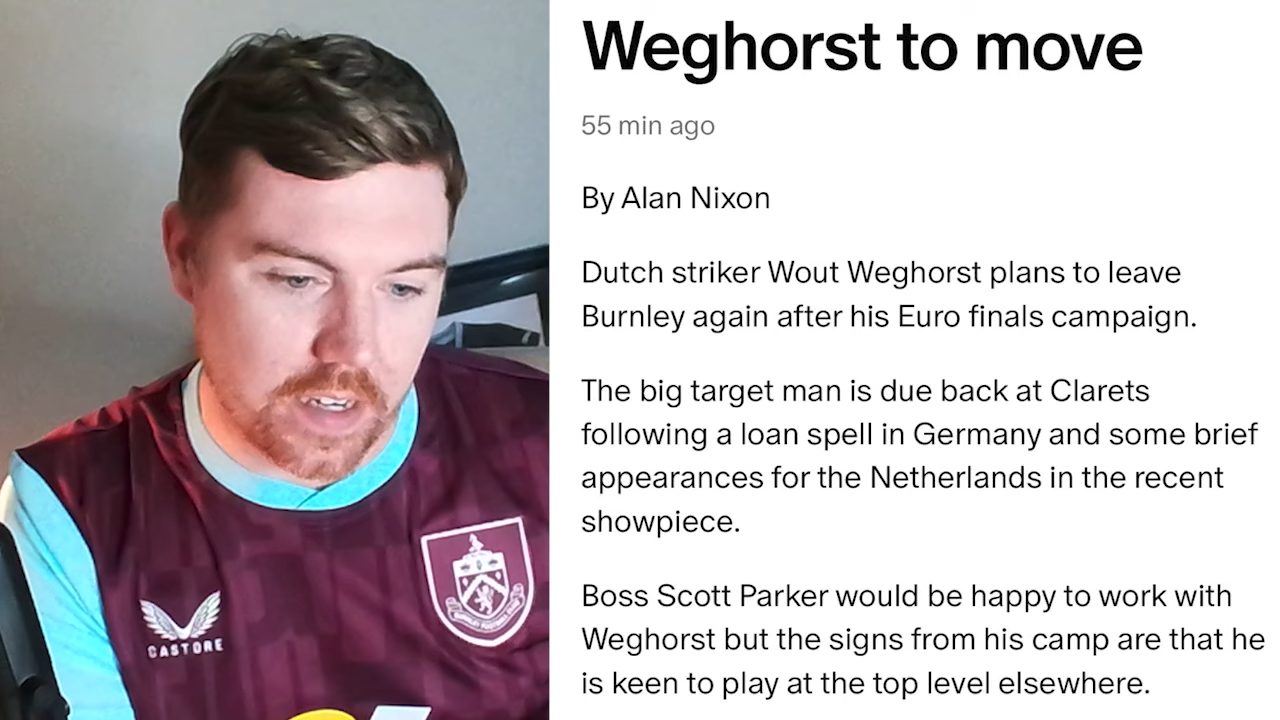 Weghorst to move
55 min ago
By Alan Nixon
Dutch striker Wout Weghorst plans to leave
Burnley again after his Euro finals campaign.
The big target man is due back at Clarets
following a loan spell in Germany and some brief
appearances for the Netherlands in the recent
showpiece.
Boss Scott Parker would be happy to work with
Weghorst but the signs from his camp are that he
is keen to play at the top level elsewhere.
CASTORE